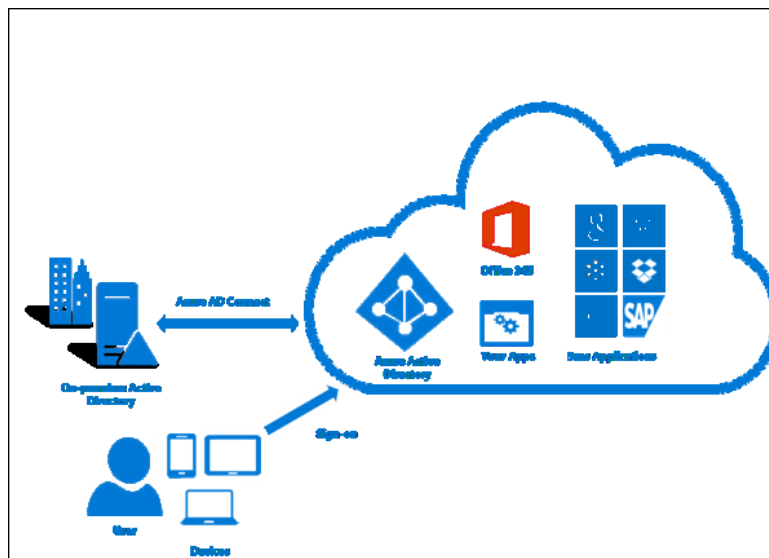 Office 365
Azure AD Connect
Azure Active
Directory
Your Apps
SAP
Saas Applications
On-premises Active
Directory
Sign-on
User
Devices